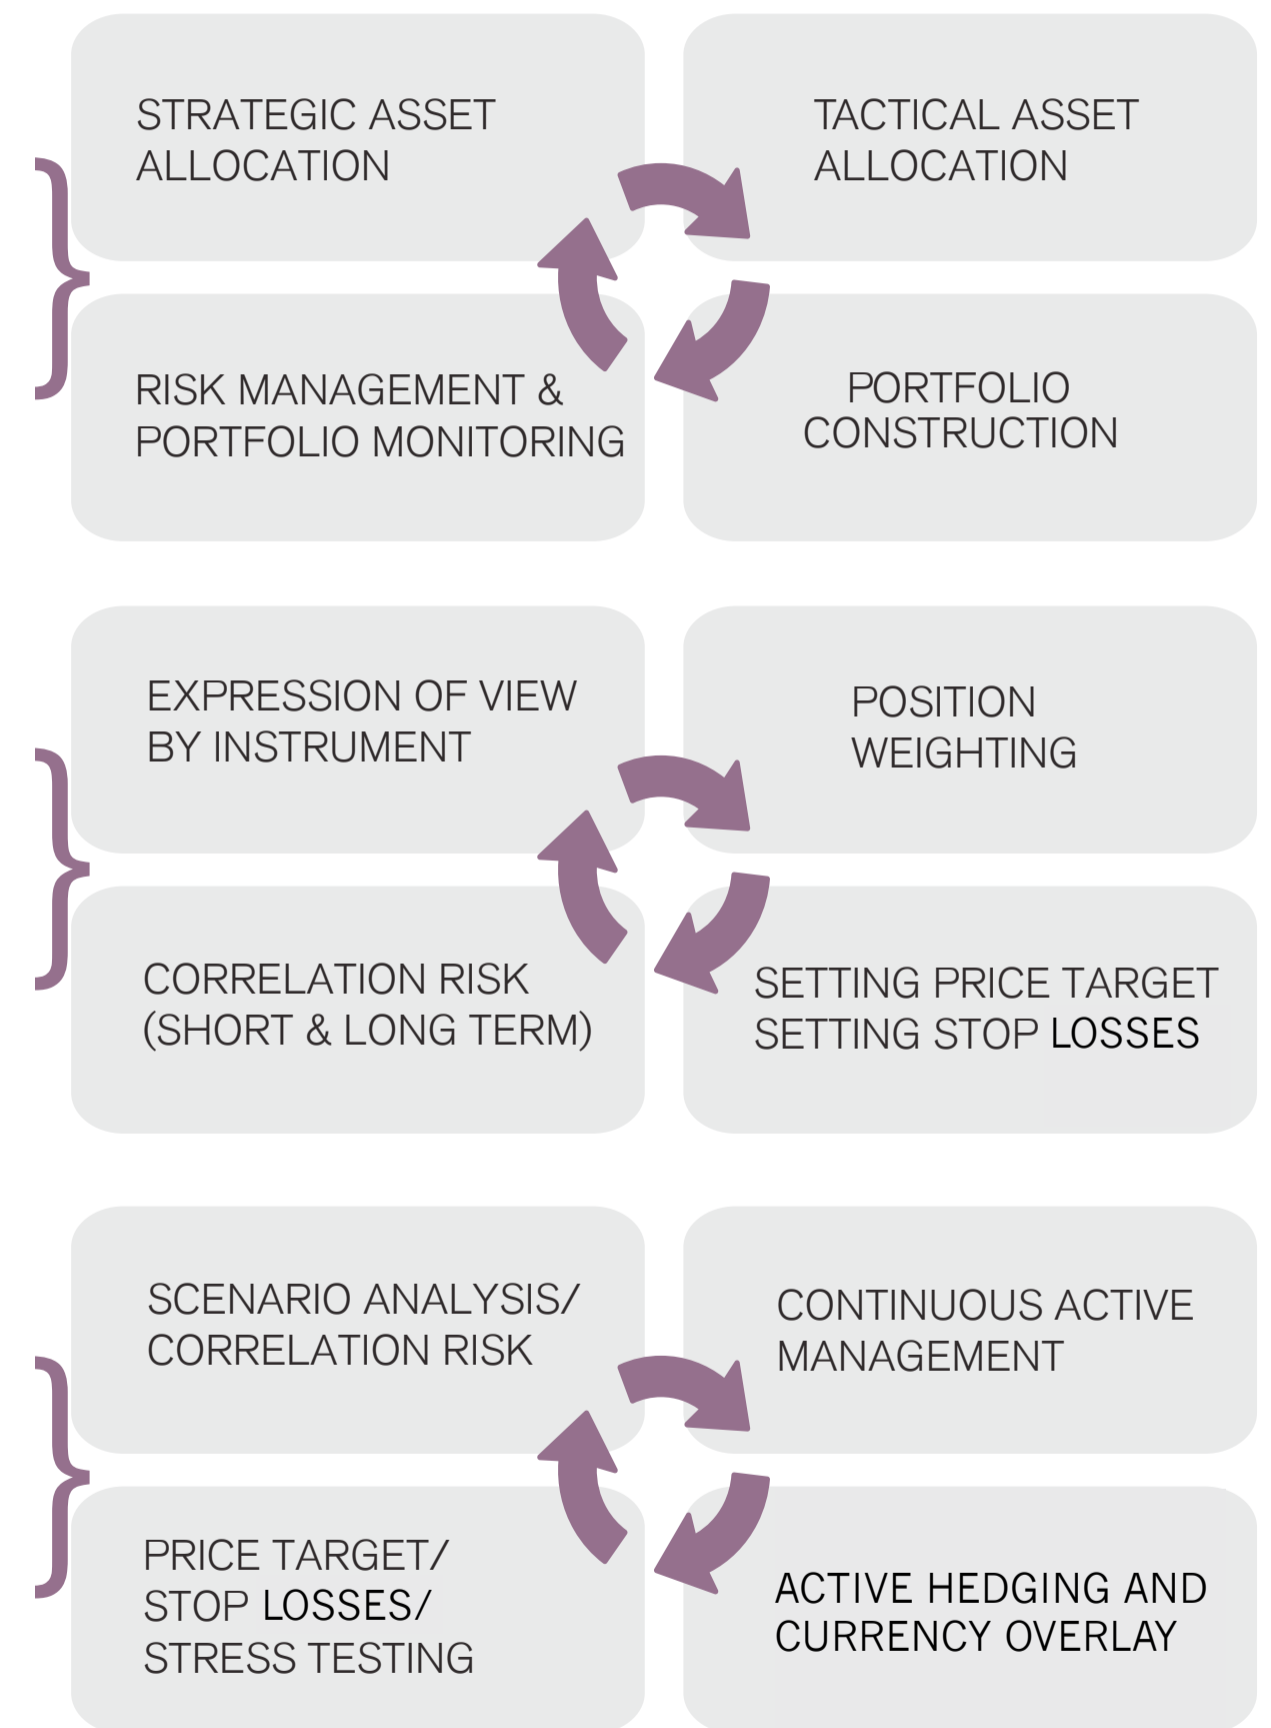 STRATEGIC ASSET
ALLOCATION
TACTICAL ASSET
ALLOCATION
RISK MANAGEMENT &
PORTFOLIO MONITORING
PORTFOLIO
CONSTRUCTION
EXPRESSION OF VIEW
BY INSTRUMENT
POSITION
WEIGHTING
CORRELATION RISK
(SHORT & LONG TERM)
SETTING PRICE TARGET
SETTING STOP LOSSES
SCENARIO ANALYSIS/
CORRELATION RISK
CONTINUOUS ACTIVE
MANAGEMENT
PRICE TARGET/
STOP LOSSES/
STRESS TESTING
ACTIVE HEDGING AND
CURRENCY OVERLAY